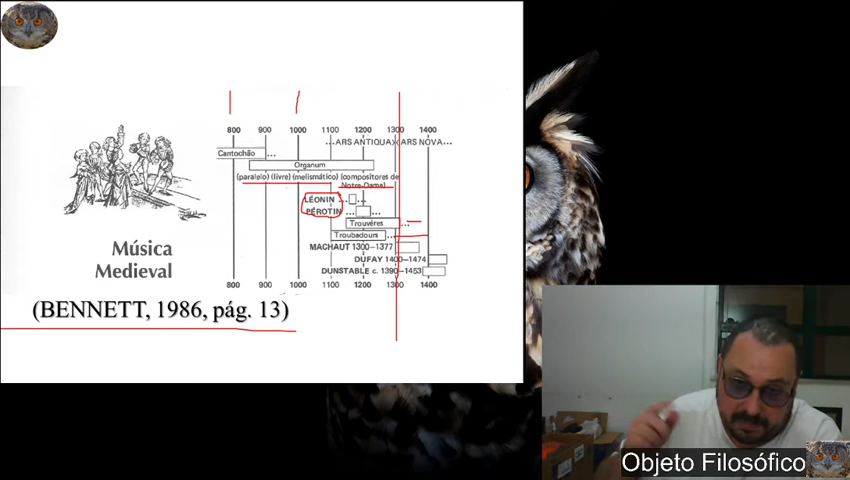 800 900 1000 1100 1200 1300 1400
...ARS ANTIQUA ARS NOVA...
Cantochão ...
Organum
(paralelo) (livre) (melismático) (compositores de
Notre-Dame)
LÉONIN ... ...
PÉROTIN ... ...
Trouvères ...
Troubadours ...
MACHAUT 1300–1377
DUFAY 1400–1474
DUNSTABLE c. 1390–1453
800 900 1000 1100 1200 1300 1400
Música
Medieval
(BENNETT, 1986, pág. 13)
Objeto Filosófico